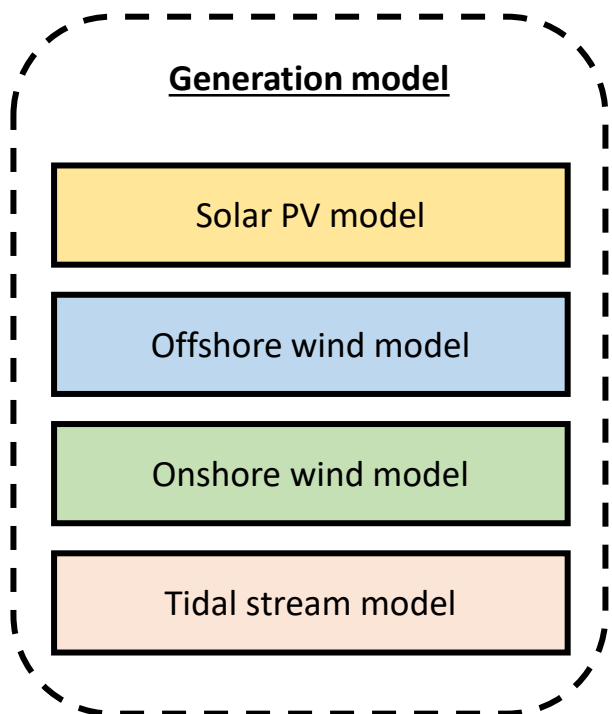 Generation model
Solar PV model
Offshore wind model
Onshore wind model
Tidal stream model